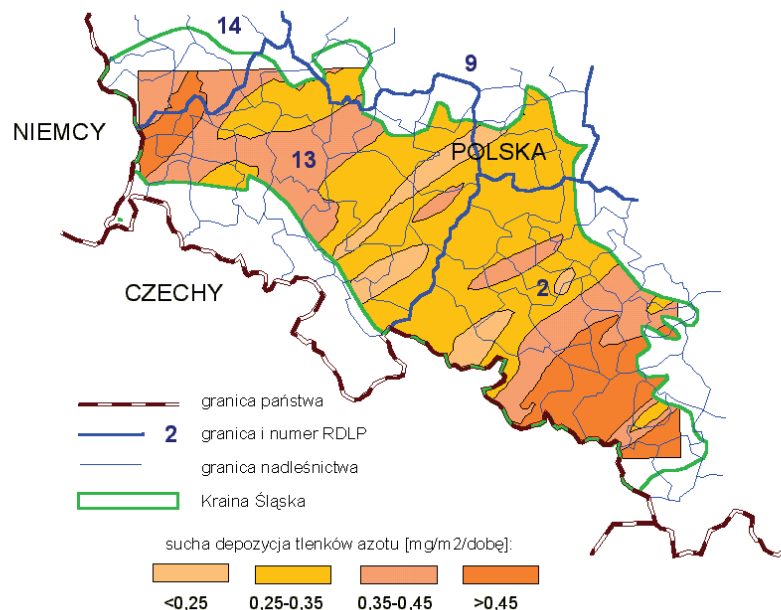 14
9
NIEMCY
POLSKA
13
CZECHY
2
granica państwa
2 granica i numer RDLP
granica nadleśnictwa
Kraina Śląska
sucha depozycja tlenków azotu [mg/m2/dobę]:
<0,25 0,25-0,35 0,35-0,45 >0,45